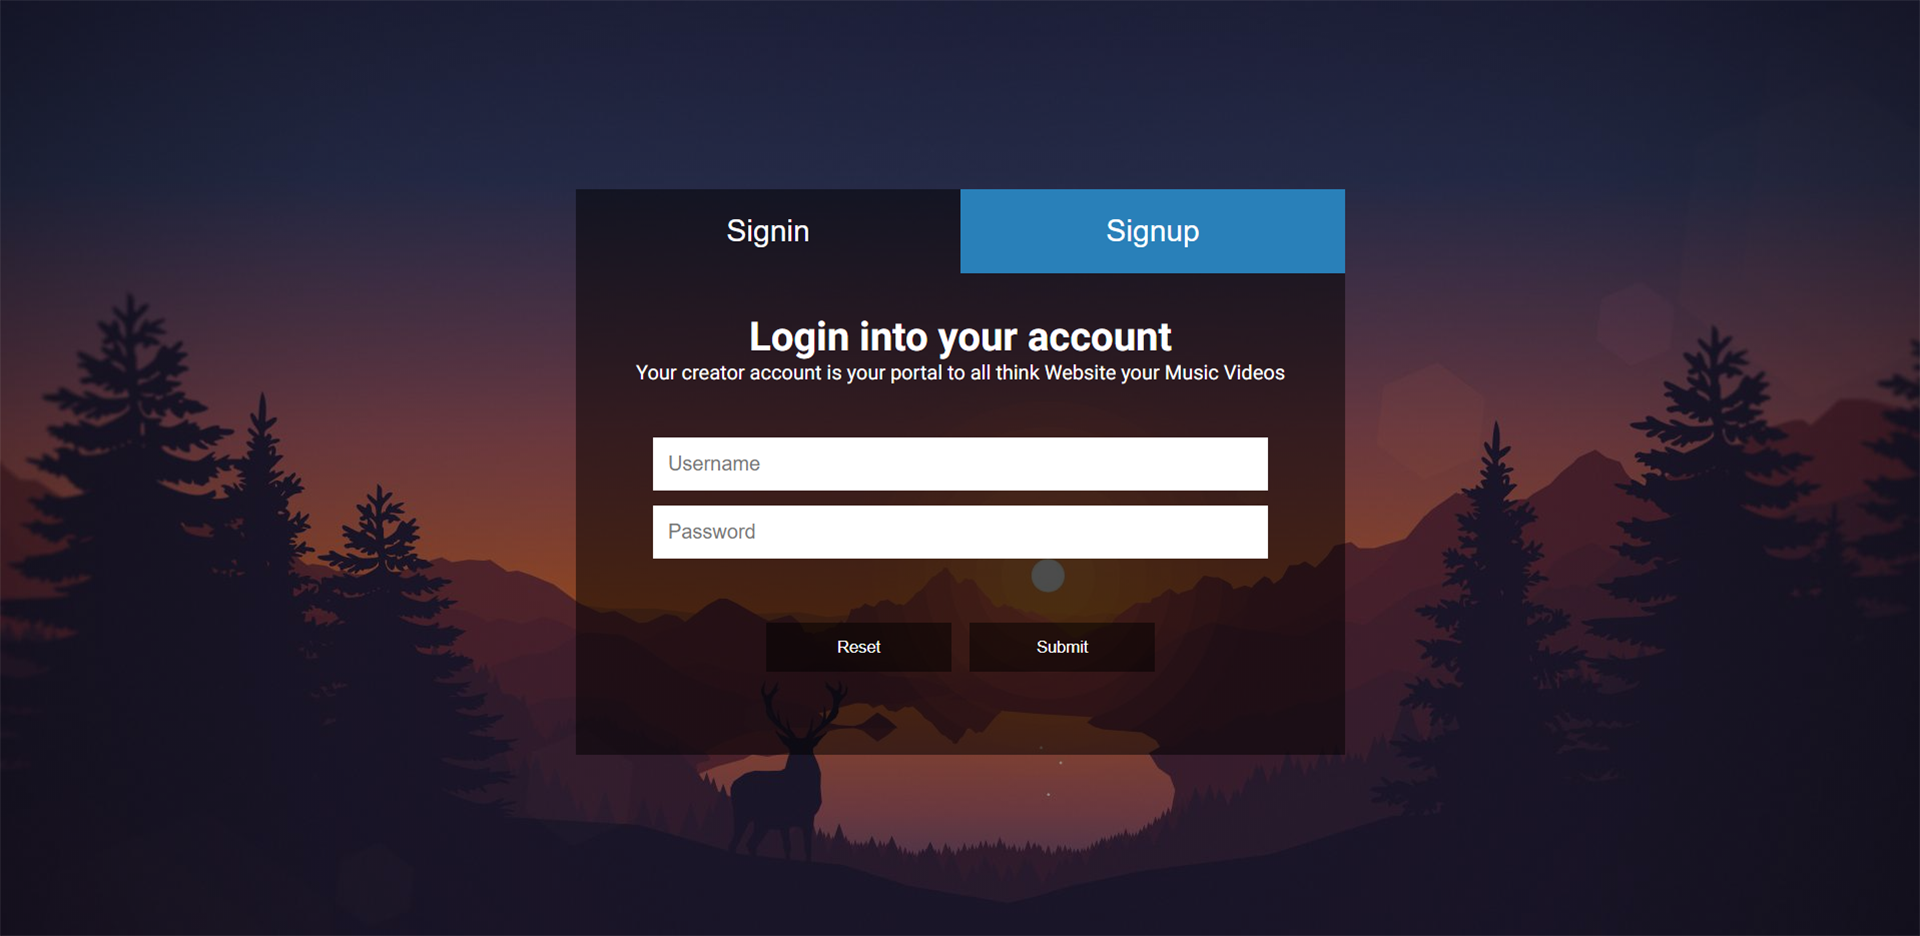 Signin
Signup
Login into your account
Your creator account is your portal to all think Website your Music Videos
Username
Password
Reset
Submit